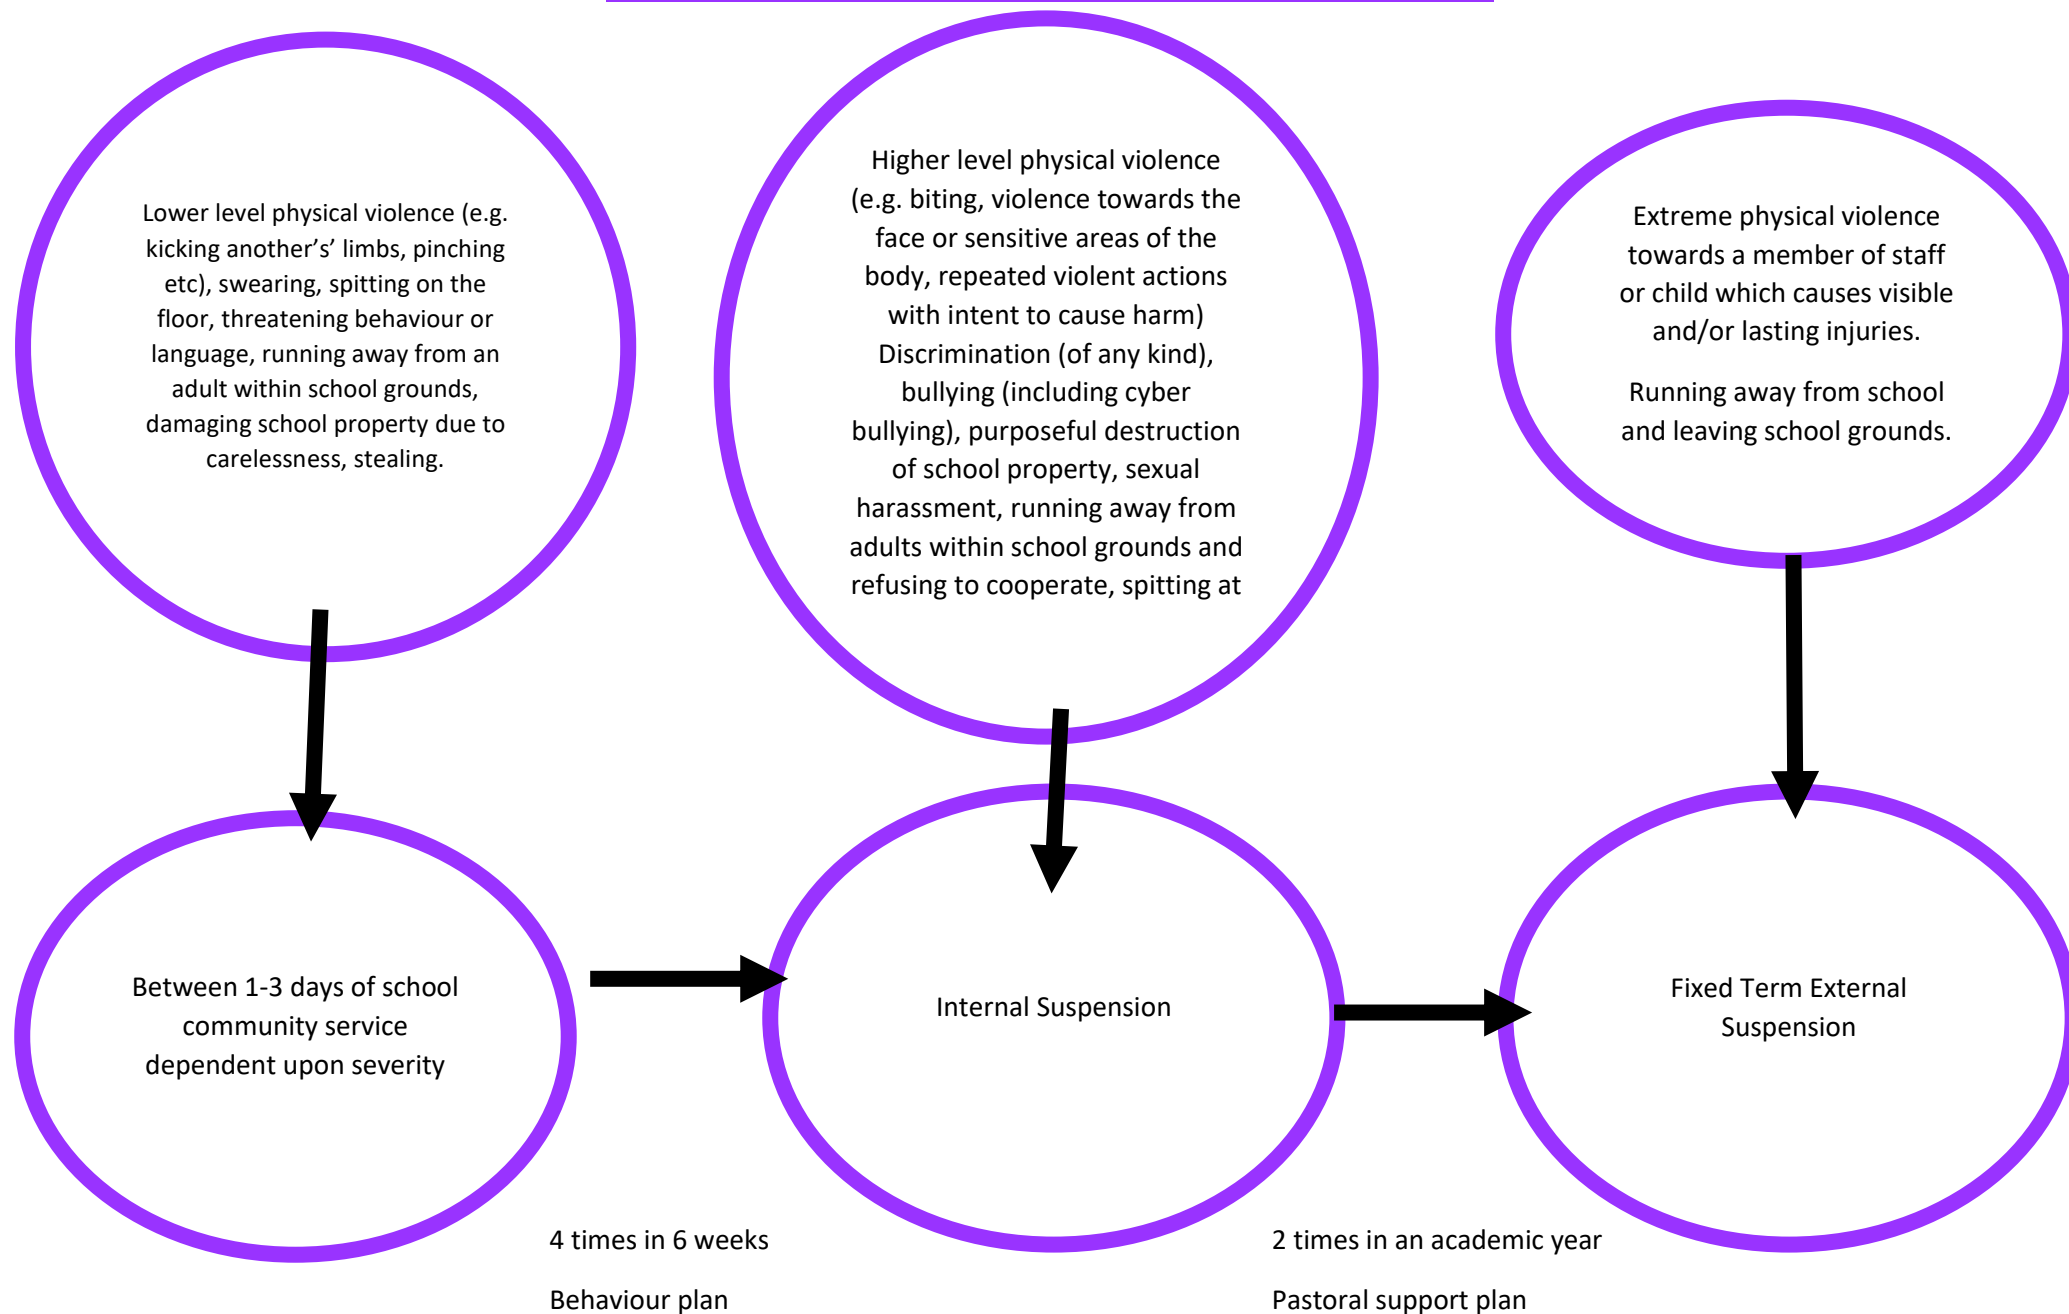 Lower level physical violence (e.g.
kicking another's' limbs, pinching
etc), swearing, spitting on the
floor, threatening behaviour or
language, running away from an
adult within school grounds,
damaging school property due to
carelessness, stealing.
Higher level physical violence
(e.g. biting, violence towards the
face or sensitive areas of the
body, repeated violent actions
with intent to cause harm)
Discrimination (of any kind),
bullying (including cyber
bullying), purposeful destruction
of school property, sexual
harassment, running away from
adults within school grounds and
refusing to cooperate, spitting at
Extreme physical violence
towards a member of staff
or child which causes visible
and/or lasting injuries.
Running away from school
and leaving school grounds.
Between 1-3 days of school
community service
dependent upon severity
Internal Suspension
Fixed Term External
Suspension
4 times in 6 weeks
Behaviour plan
2 times in an academic year
Pastoral support plan